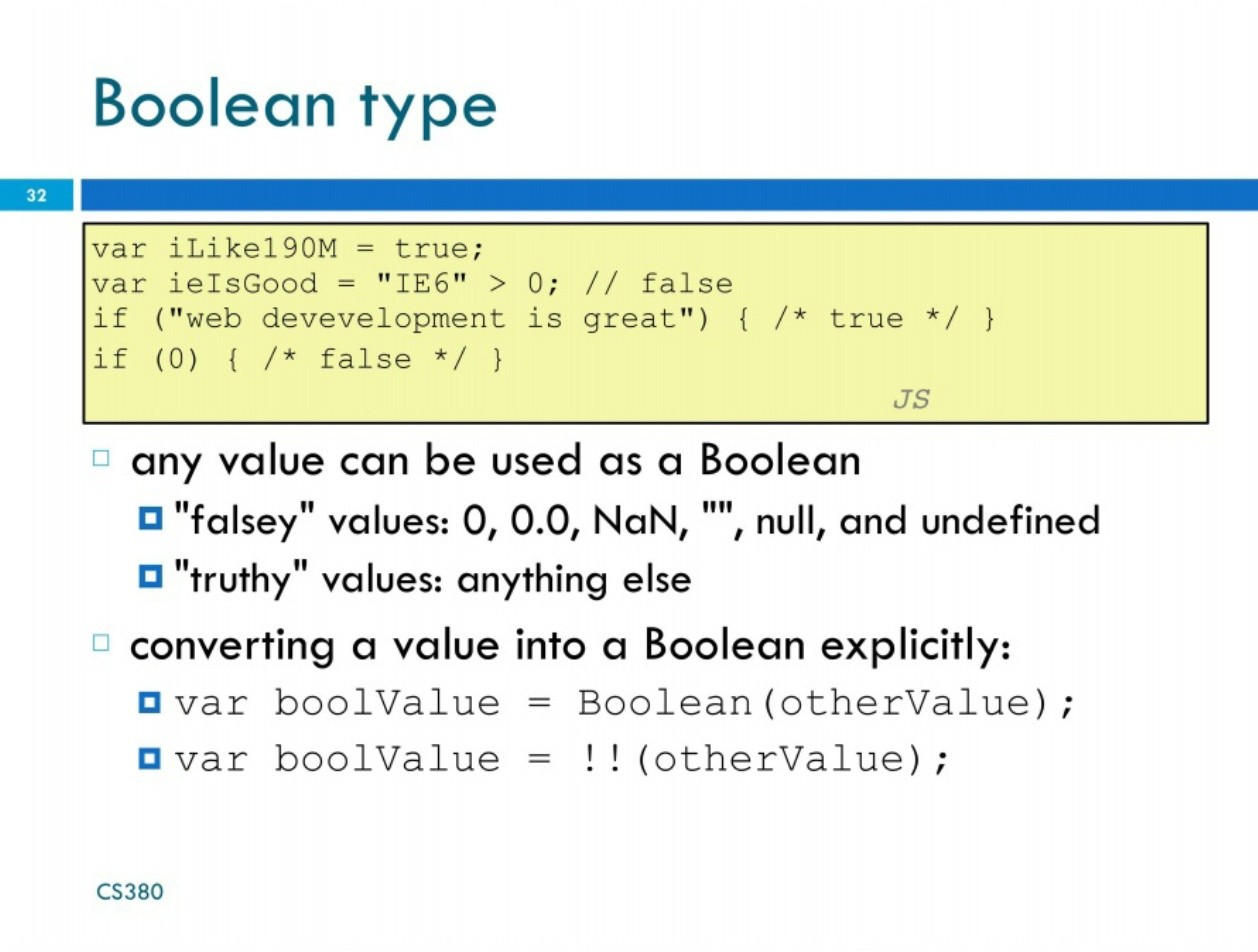 Boolean type
32
var iLike190M = true;
var ieIsGood = "IE6" > 0; // false
if ("web devevelopment is great") { /* true */ }
if (0) { /* false */ }
JS
any value can be used as a Boolean
"falsey" values: 0, 0.0, NaN, "", null, and undefined
"truthy" values: anything else
converting a value into a Boolean explicitly:
var boolValue = Boolean(otherValue);
var boolValue = !!(otherValue);
CS380